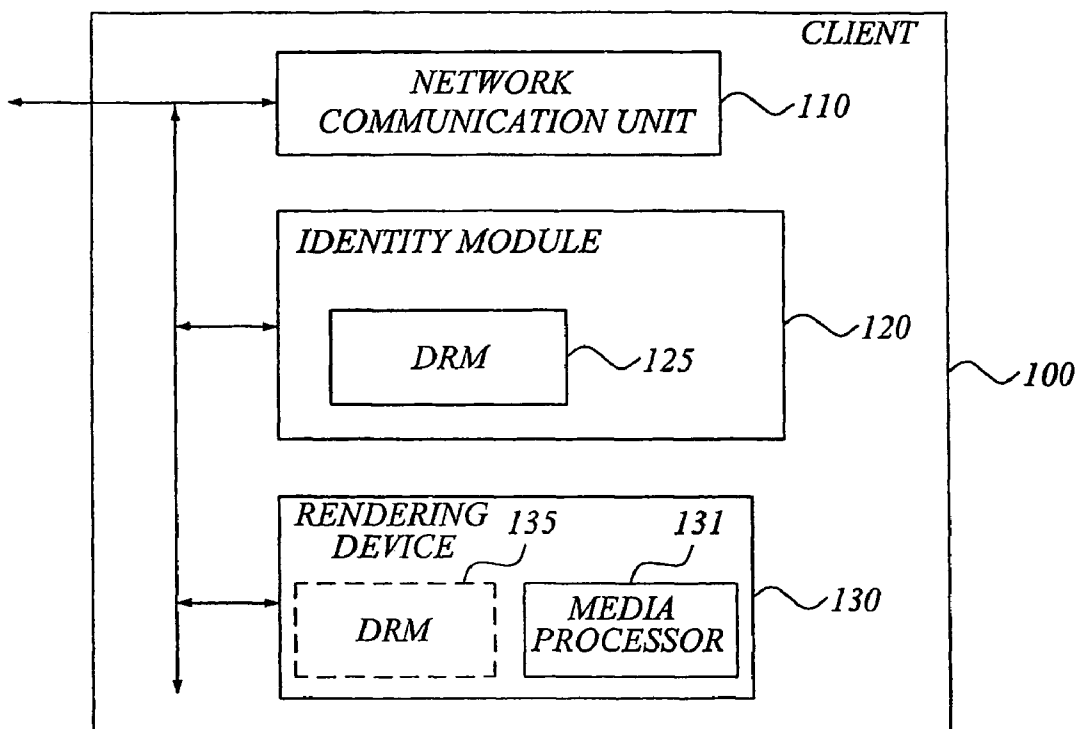 CLIENT
NETWORK
COMMUNICATION UNIT
110
IDENTITY MODULE
120
DRM
125
100
RENDERING
DEVICE
135
131
130
DRM
MEDIA
PROCESSOR